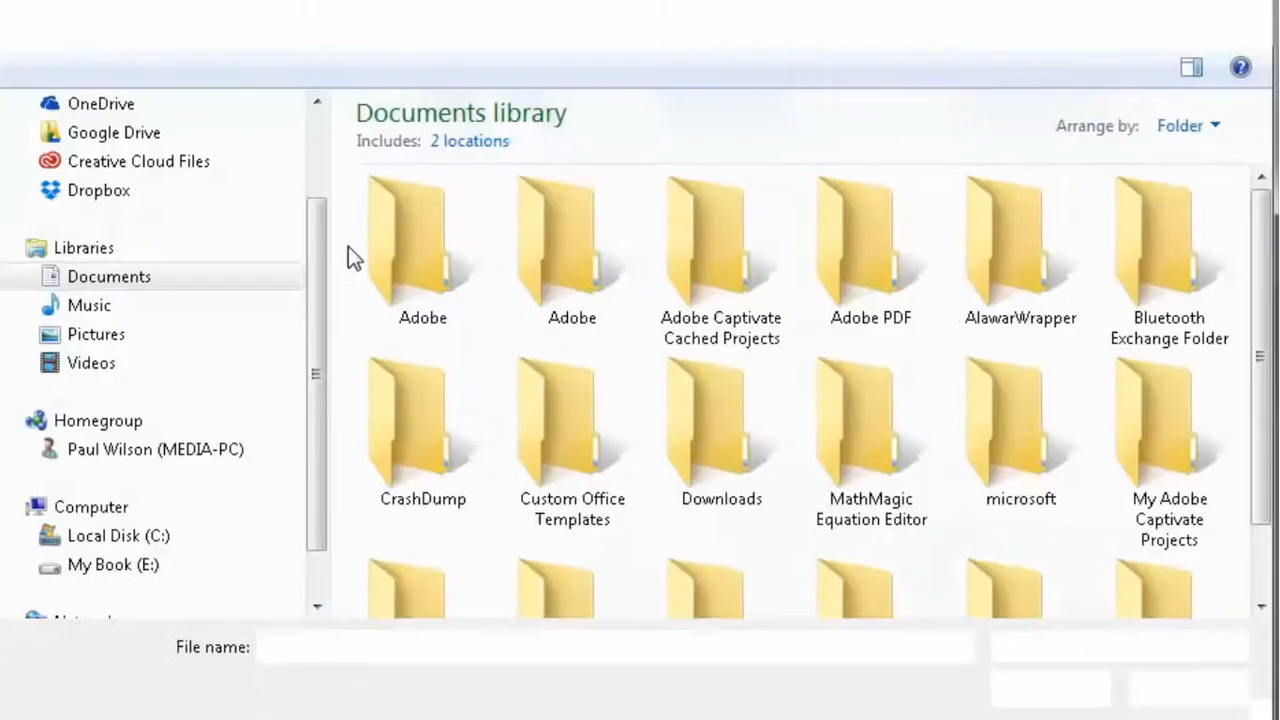 OneDrive
Google Drive
Creative Cloud Files
Dropbox
Libraries
Documents
Music
Pictures
Videos
Homegroup
Paul Wilson (MEDIA-PC)
Computer
Local Disk (C:)
My Book (E:)
Documents library
Includes: 2 locations
Arrange by: Folder
Adobe
Adobe
Adobe Captivate
Cached Projects
Adobe PDF
AlawarWrapper
Bluetooth
Exchange Folder
CrashDump
Custom Office
Templates
Downloads
MathMagic
Equation Editor
microsoft
My Adobe
Captivate
Projects
File name: